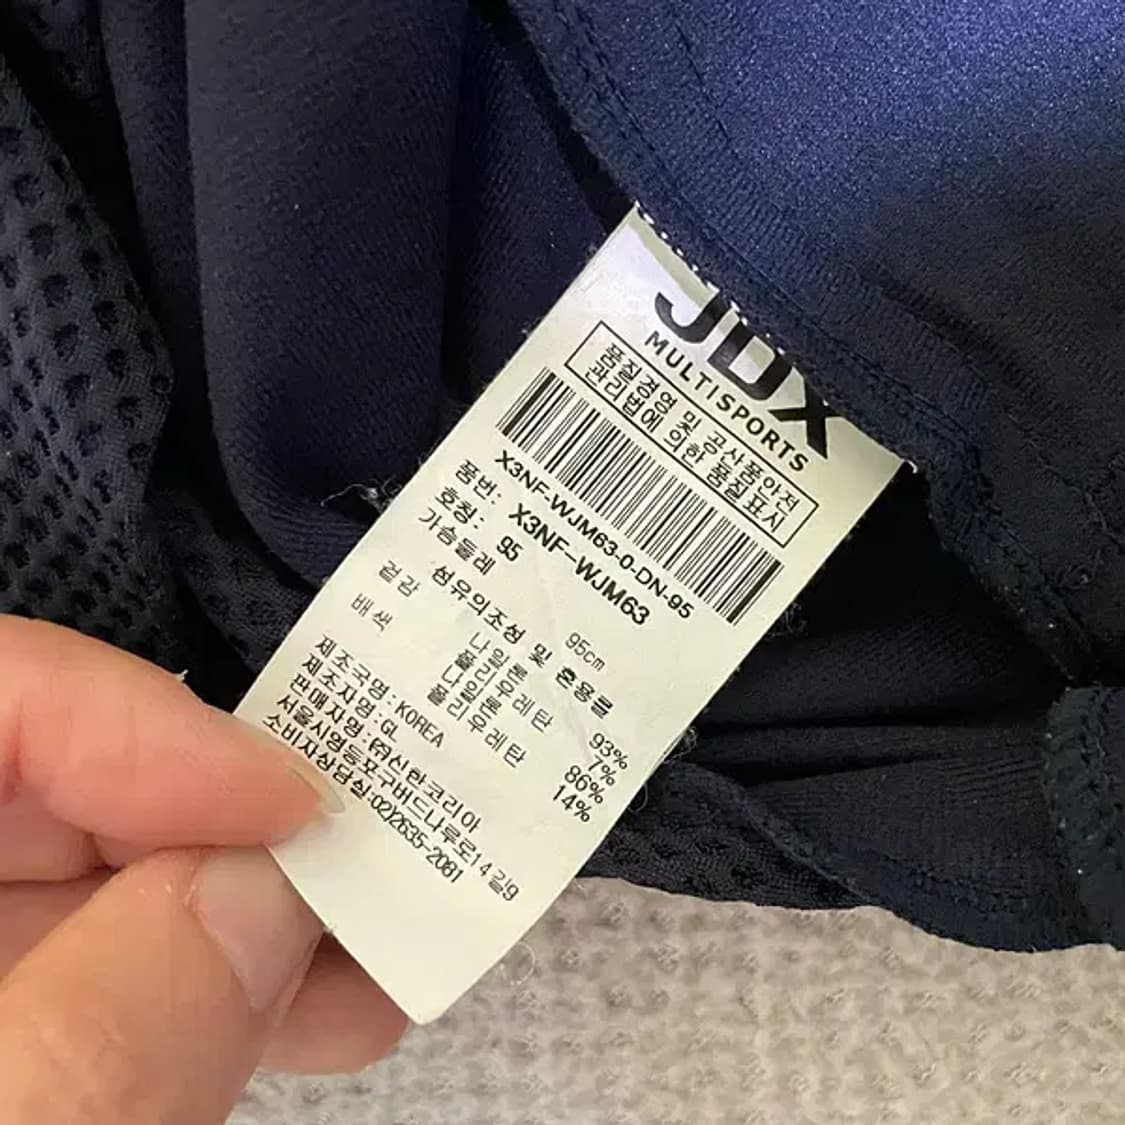 JDX
MULTISPORTS
품질경영 및 공산품안전
관리법에 의한 품질표시
X3NF-WJM63-0-DN-95
품번: X3NF-WJM63
호칭: 95
가슴둘레 95cm
섬유의조성 및 혼용률
겉감 나일론 93%
폴리우레탄 7%
배색 나일론 86%
폴리우레탄 14%
제조국명: KOREA
제조자명: GL
판매자명: ㈜신한코리아
서울시영등포구버드나루로14길9
소비자상담실:02)2635-2081